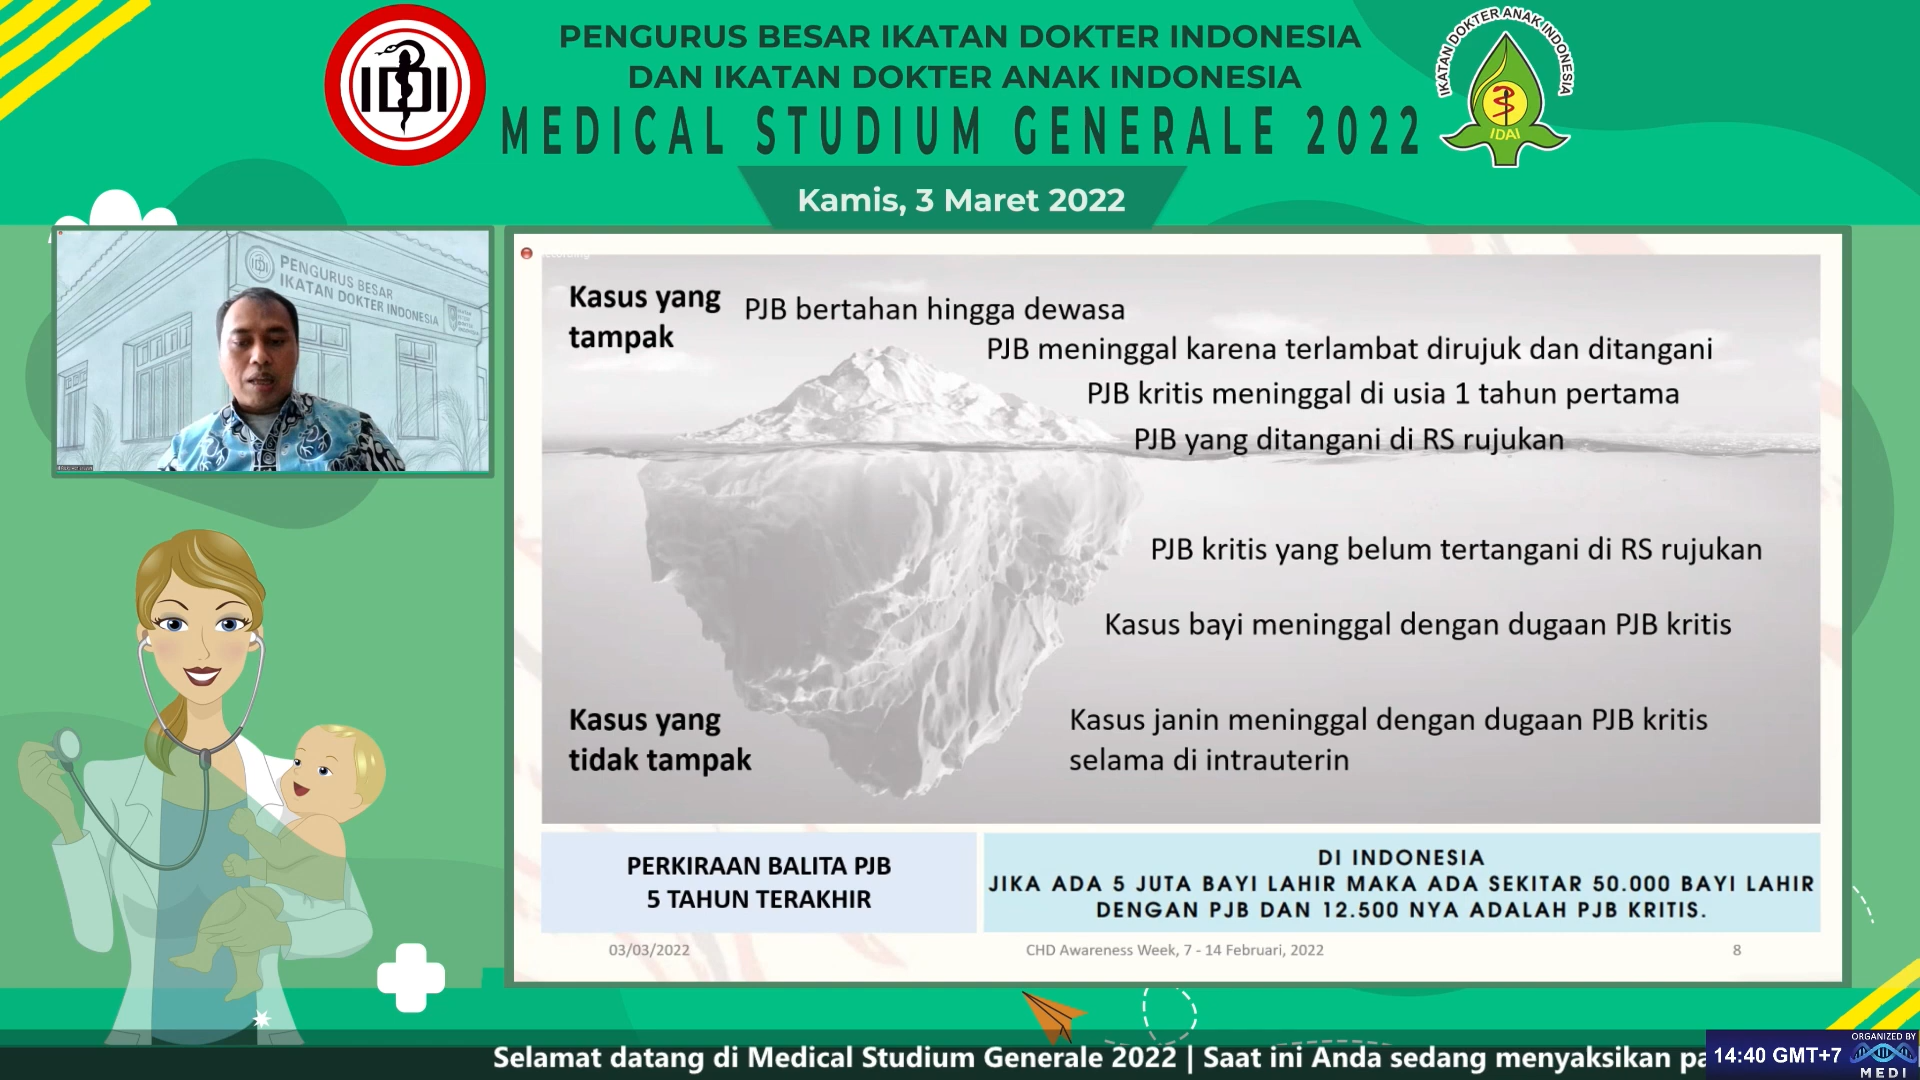 PENGURUS BESAR IKATAN DOKTER INDONESIA
DAN IKATAN DOKTER ANAK INDONESIA
MEDICAL STUDIUM GENERALE 2022
Kamis, 3 Maret 2022
IDI
IKATAN DOKTER ANAK INDONESIA
IDAI
PENGURUS BESAR
IKATAN DOKTER INDONESIA
Kasus yang
tampak
PJB bertahan hingga dewasa
PJB meninggal karena terlambat dirujuk dan ditangani
PJB kritis meninggal di usia 1 tahun pertama
PJB yang ditangani di RS rujukan
PJB kritis yang belum tertangani di RS rujukan
Kasus bayi meninggal dengan dugaan PJB kritis
Kasus yang
tidak tampak
Kasus janin meninggal dengan dugaan PJB kritis
selama di intrauterin
PERKIRAAN BALITA PJB
5 TAHUN TERAKHIR
DI INDONESIA
JIKA ADA 5 JUTA BAYI LAHIR MAKA ADA SEKITAR 50.000 BAYI LAHIR
DENGAN PJB DAN 12.500 NYA ADALAH PJB KRITIS.
03/03/2022
CHD Awareness Week, 7 - 14 Februari, 2022
8
Selamat datang di Medical Studium Generale 2022 | Saat ini Anda sedang menyaksikan pa
14:40 GMT+7
ORGANIZED BY
MEDI